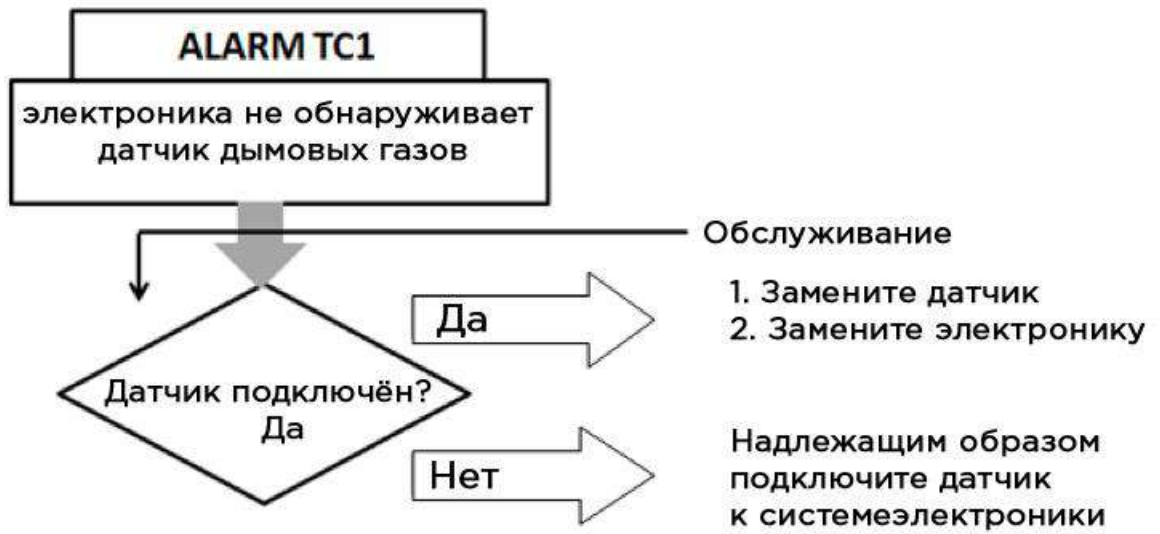 ALARM TC1
электроника не обнаруживает
датчик дымовых газов
Обслуживание
Да
1. Замените датчик
2. Замените электронику
Датчик подключён?
Да
Нет
Надлежащим образом
подключите датчик
к системеэлектроники